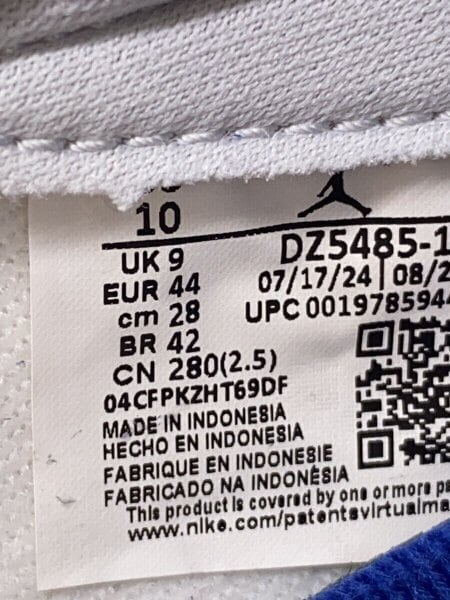 10
UK 9
EUR 44
cm 28
BR 42
CN 280(2.5)
04CFPKZHT69DF
DZ5485-1
07/17/24 | 08/2
UPC 001978594
MADE IN INDONESIA
HECHO EN INDONESIA
FABRIQUE EN INDONESIE
FABRICADO NA INDONÉSIA
This product is covered by one or more pa
www.nike.com/patentsvirtualma